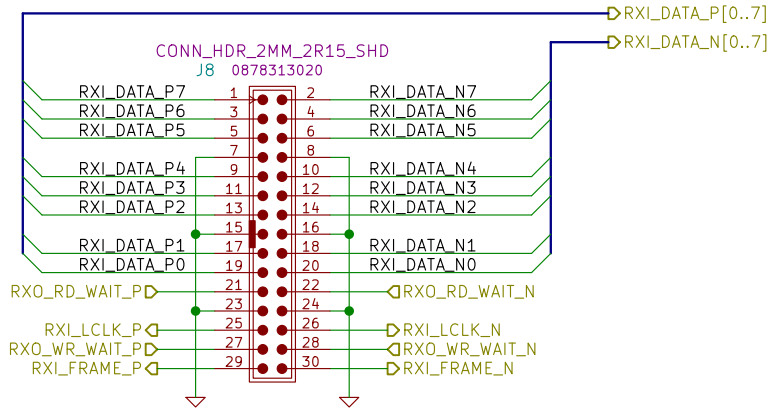 RXI_DATA_P[0..7]
RXI_DATA_N[0..7]
CONN_HDR_2MM_2R15_SHD
J8 0878313020
RXI_DATA_P7 1 2 RXI_DATA_N7
RXI_DATA_P6 3 4 RXI_DATA_N6
RXI_DATA_P5 5 6 RXI_DATA_N5
7 8
RXI_DATA_P4 9 10 RXI_DATA_N4
RXI_DATA_P3 11 12 RXI_DATA_N3
RXI_DATA_P2 13 14 RXI_DATA_N2
15 16
RXI_DATA_P1 17 18 RXI_DATA_N1
RXI_DATA_P0 19 20 RXI_DATA_N0
RXO_RD_WAIT_P 21 22 RXO_RD_WAIT_N
23 24
RXI_LCLK_P 25 26 RXI_LCLK_N
RXO_WR_WAIT_P 27 28 RXO_WR_WAIT_N
RXI_FRAME_P 29 30 RXI_FRAME_N